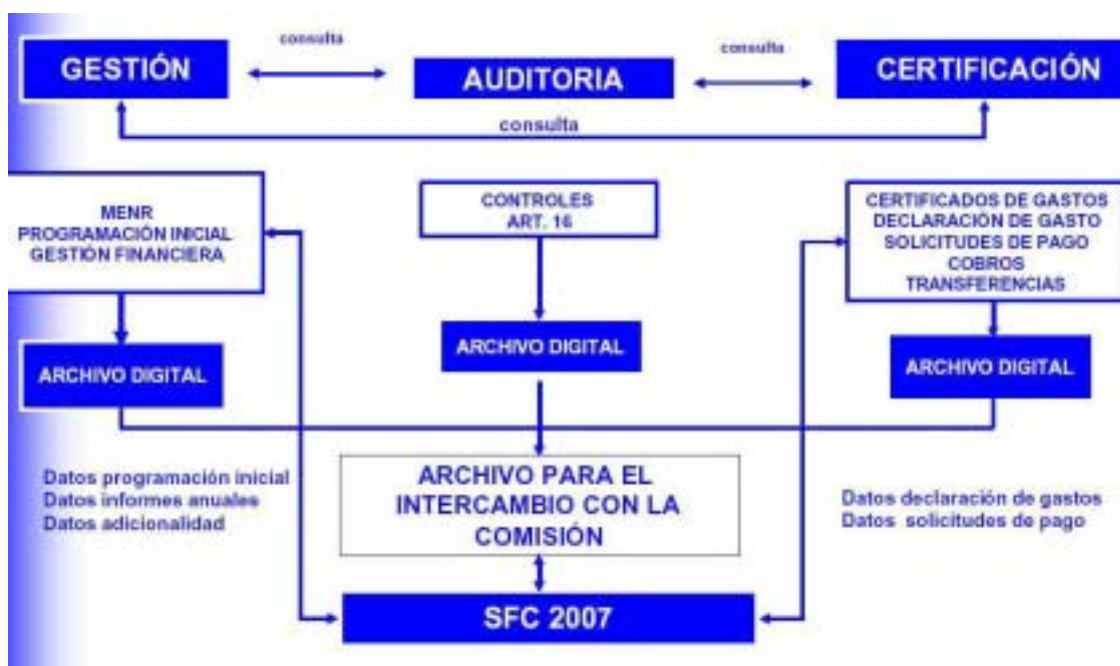 consulta
consulta
GESTIÓN
AUDITORIA
CERTIFICACIÓN
consulta
MENR
PROGRAMACIÓN INICIAL
GESTIÓN FINANCIERA
CONTROLES
ART. 16
CERTIFICADOS DE GASTOS
DECLARACIÓN DE GASTO
SOLICITUDES DE PAGO
COBROS
TRANSFERENCIAS
ARCHIVO DIGITAL
ARCHIVO DIGITAL
ARCHIVO DIGITAL
Datos programación inicial
Datos informes anuales
Datos adicionalidad
ARCHIVO PARA EL
INTERCAMBIO CON LA
COMISIÓN
Datos declaración de gastos
Datos solicitudes de pago
SFC 2007